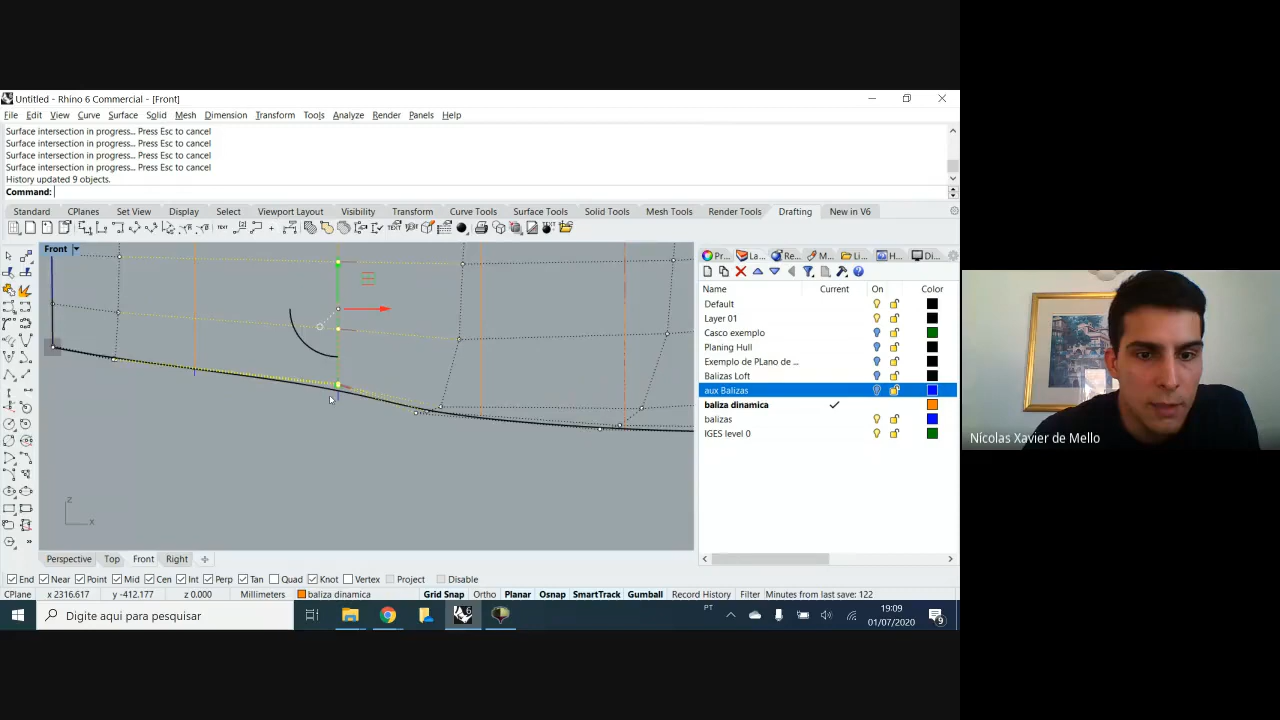 Untitled - Rhino 6 Commercial - [Front]
File Edit View Curve Surface Solid Mesh Dimension Transform Tools Analyze Render Panels Help
Surface intersection in progress... Press Esc to cancel
Surface intersection in progress... Press Esc to cancel
Surface intersection in progress... Press Esc to cancel
Surface intersection in progress... Press Esc to cancel
History updated 9 objects.
Command:
Standard CPlanes Set View Display Select Viewport Layout Visibility Transform Curve Tools Surface Tools Solid Tools Mesh Tools Render Tools Drafting New in V6
Front
Pr... La... Re... M... Li... H... Di...
Name Current On Color
Default
Layer 01
Casco exemplo
Planing Hull
Exemplo de PLano de ...
Balizas Loft
aux Balizas
baliza dinamica
balizas
IGES level 0
Nícolas Xavier de Mello
z
x
Perspective Top Front Right
End Near Point Mid Cen Int Perp Tan Quad Knot Vertex Project Disable
CPlane x 2316.617 y -412.177 z 0.000 Millimeters baliza dinamica Grid Snap Ortho Planar Osnap SmartTrack Gumball Record History Filter Minutes from last save: 122
Digite aqui para pesquisar
PT
19:09
01/07/2020
9